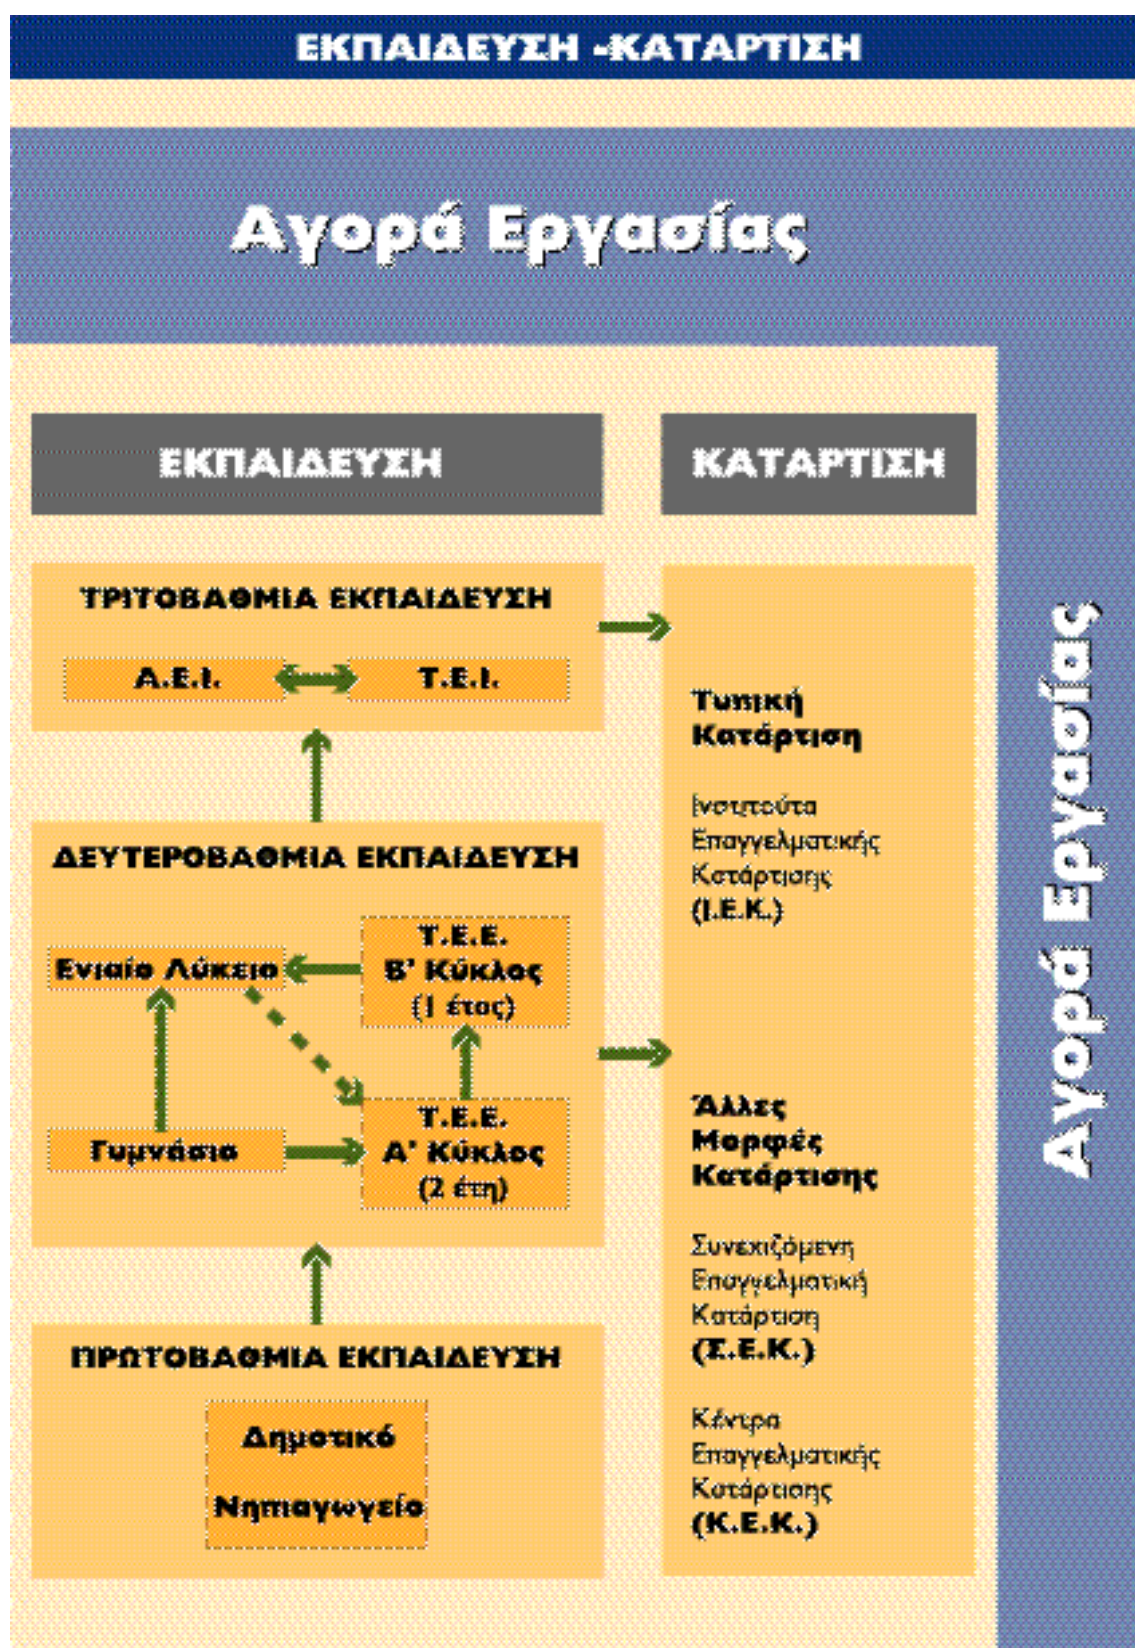 ΕΚΠΑΙΔΕΥΣΗ -ΚΑΤΑΡΤΙΣΗ
Αγορά Εργασίας
ΕΚΠΑΙΔΕΥΣΗ
ΤΡΙΤΟΒΑΘΜΙΑ ΕΚΠΑΙΔΕΥΣΗ
Α.Ε.Ι.
Τ.Ε.Ι.
ΔΕΥΤΕΡΟΒΑΘΜΙΑ ΕΚΠΑΙΔΕΥΣΗ
Ενιαίο Λύκειο
Τ.Ε.Ε.
Β' Κύκλος
(1 έτος)
Γυμνάσιο
Τ.Ε.Ε.
Α' Κύκλος
(2 έτη)
ΠΡΩΤΟΒΑΘΜΙΑ ΕΚΠΑΙΔΕΥΣΗ
Δημοτικό
Νηπιαγωγείο
ΚΑΤΑΡΤΙΣΗ
Τυπική
Κατάρτιση
Ινστιτούτα
Επαγγελματικής
Κατάρτισης
(Ι.Ε.Κ.)
Άλλες
Μορφές
Κατάρτισης
Συνεχιζόμενη
Επαγγελματική
Κατάρτιση
(Σ.Ε.Κ.)
Κέντρα
Επαγγελματικής
Κατάρτισης
(Κ.Ε.Κ.)
Αγορά Εργασίας